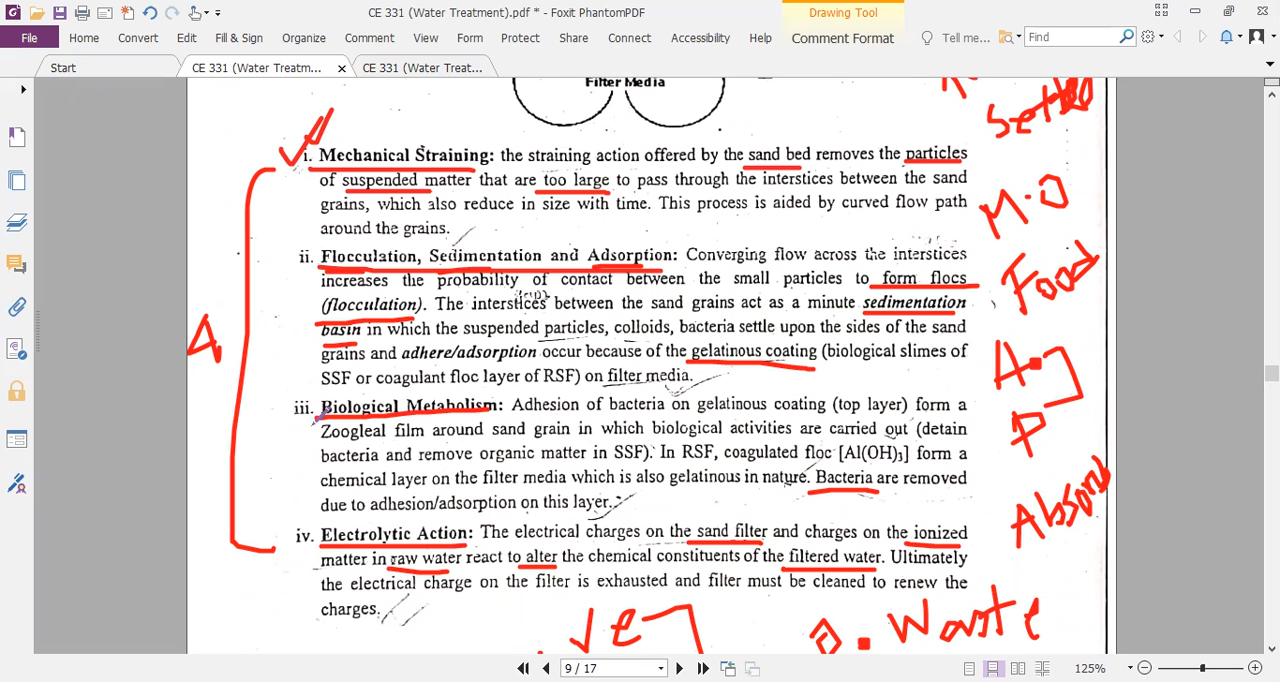 CE 331 (Water Treatment).pdf * - Foxit PhantomPDF
Drawing Tool
File Home Convert Edit Fill & Sign Organize Comment View Form Protect Share Connect Accessibility Help Comment Format Tell me... Find
Start CE 331 (Water Treatm... CE 331 (Water Treat...
Filter Media
Settled
i. Mechanical Straining: the straining action offered by the sand bed removes the particles
of suspended matter that are too large to pass through the interstices between the sand
grains, which also reduce in size with time. This process is aided by curved flow path
around the grains.
M.O
ii. Flocculation, Sedimentation and Adsorption: Converging flow across the interstices
increases the probability of contact between the small particles to form flocs
Food
(flocculation). The interstices between the sand grains act as a minute sedimentation
basin in which the suspended particles, colloids, bacteria settle upon the sides of the sand
4
grains and adhere/adsorption occur because of the gelatinous coating (biological slimes of
A.
SSF or coagulant floc layer of RSF) on filter media.
iii. Biological Metabolism: Adhesion of bacteria on gelatinous coating (top layer) form a
Zoogleal film around sand grain in which biological activities are carried out (detain
P
bacteria and remove organic matter in SSF). In RSF, coagulated floc [Al(OH)3] form a
chemical layer on the filter media which is also gelatinous in nature. Bacteria are removed
due to adhesion/adsorption on this layer.
Absorb
iv. Electrolytic Action: The electrical charges on the sand filter and charges on the ionized
matter in raw water react to alter the chemical constituents of the filtered water. Ultimately
the electrical charge on the filter is exhausted and filter must be cleaned to renew the
charges.
Waste
9 / 17
125%